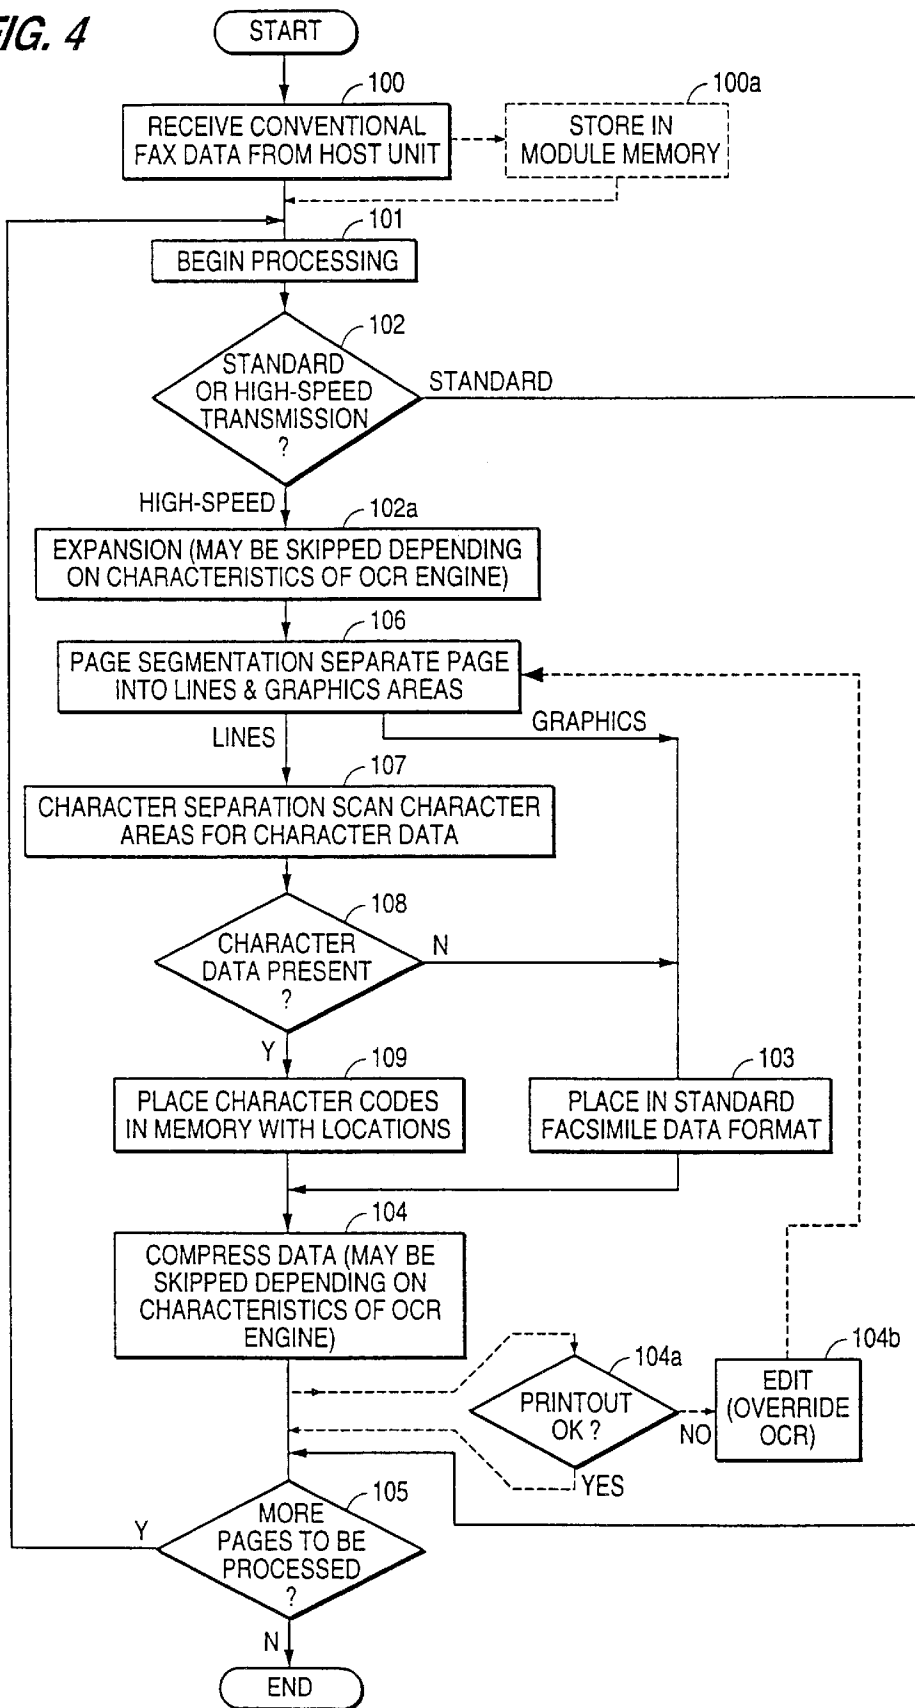 FIG. 4
START
100
RECEIVE CONVENTIONAL
FAX DATA FROM HOST UNIT
100a
STORE IN
MODULE MEMORY
101
BEGIN PROCESSING
102
STANDARD
OR HIGH-SPEED
TRANSMISSION
?
STANDARD
HIGH-SPEED
102a
EXPANSION (MAY BE SKIPPED DEPENDING
ON CHARACTERISTICS OF OCR ENGINE)
106
PAGE SEGMENTATION SEPARATE PAGE
INTO LINES & GRAPHICS AREAS
LINES
GRAPHICS
107
CHARACTER SEPARATION SCAN CHARACTER
AREAS FOR CHARACTER DATA
108
CHARACTER
DATA PRESENT
?
N
Y
109
PLACE CHARACTER CODES
IN MEMORY WITH LOCATIONS
103
PLACE IN STANDARD
FACSIMILE DATA FORMAT
104
COMPRESS DATA (MAY BE
SKIPPED DEPENDING ON
CHARACTERISTICS OF OCR
ENGINE)
104a
PRINTOUT
OK ?
NO
YES
104b
EDIT
(OVERRIDE
OCR)
105
MORE
PAGES TO BE
PROCESSED
?
Y
N
END